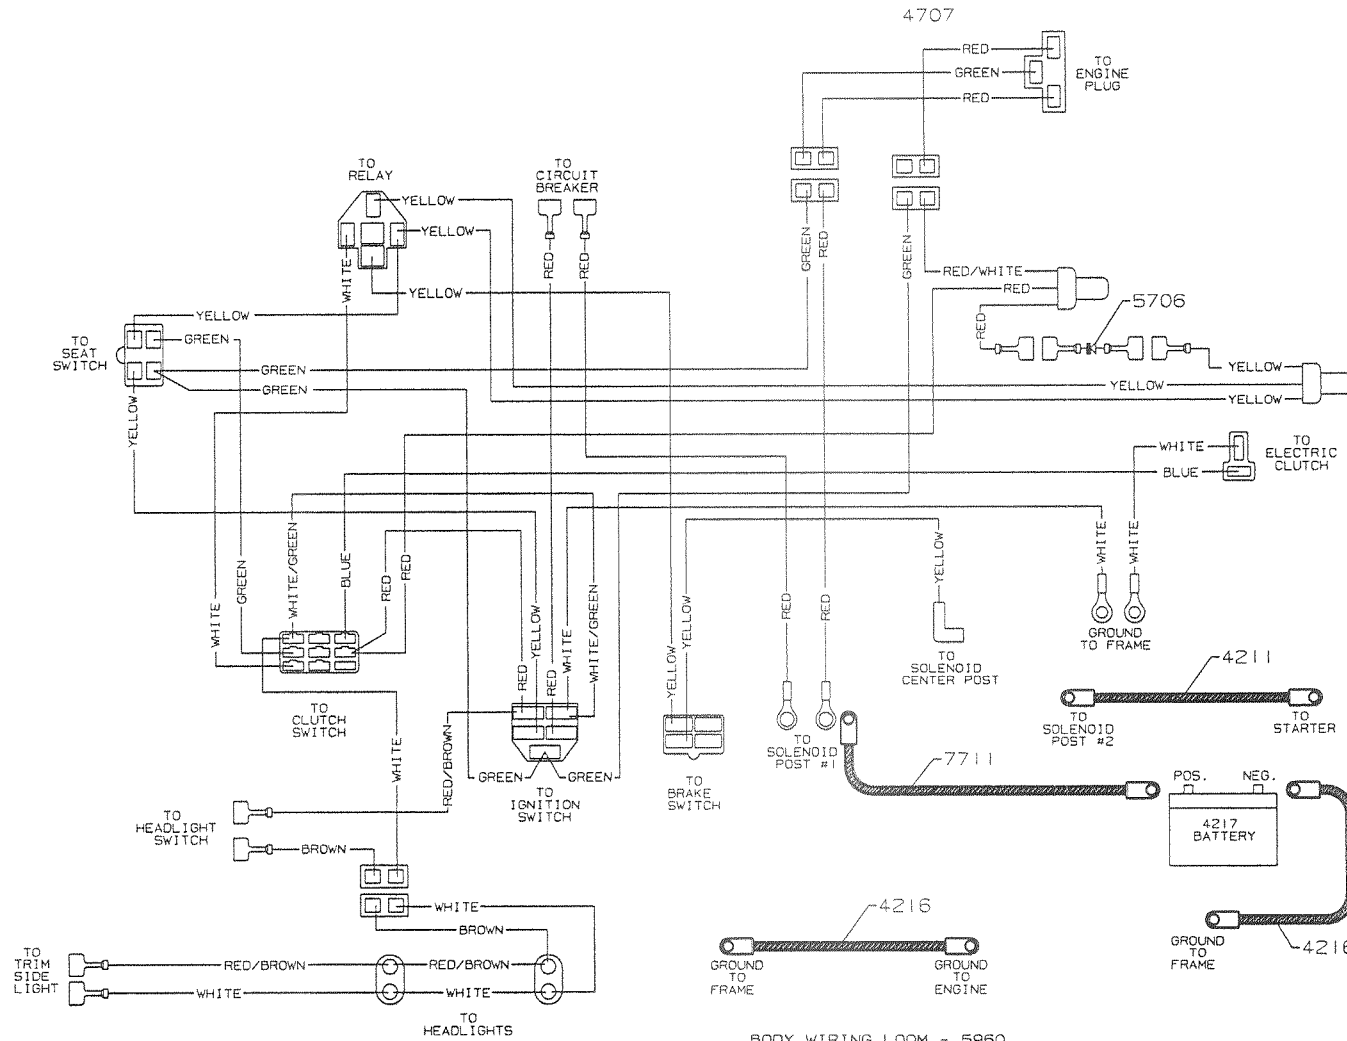 4707
RED
GREEN
RED
TO
ENGINE
PLUG
TO
RELAY
TO
CIRCUIT
BREAKER
YELLOW
YELLOW
WHITE
YELLOW
RED
RED
GREEN
RED
GREEN
RED/WHITE
RED
RED
5706
YELLOW
YELLOW
YELLOW
TO
SEAT
SWITCH
YELLOW
GREEN
GREEN
GREEN
YELLOW
WHITE
BLUE
TO
ELECTRIC
CLUTCH
WHITE
GREEN
WHITE/GREEN
BLUE
RED
RED
RED
YELLOW
RED
WHITE
WHITE/GREEN
YELLOW
YELLOW
RED
RED
YELLOW
WHITE
WHITE
GROUND
TO FRAME
TO
SOLENOID
CENTER POST
4211
TO
SOLENOID
POST #2
TO
STARTER
TO
CLUTCH
SWITCH
WHITE
RED/BROWN
GREEN
GREEN
TO
IGNITION
SWITCH
TO
BRAKE
SWITCH
TO
SOLENOID
POST #1
7711
POS.
NEG.
4217
BATTERY
TO
HEADLIGHT
SWITCH
BROWN
WHITE
BROWN
TO
TRIM
SIDE
LIGHT
RED/BROWN
RED/BROWN
WHITE
WHITE
TO
HEADLIGHTS
4216
GROUND
TO
FRAME
GROUND
TO
ENGINE
GROUND
TO
FRAME
4216
BODY WIRING LOOM - 5960